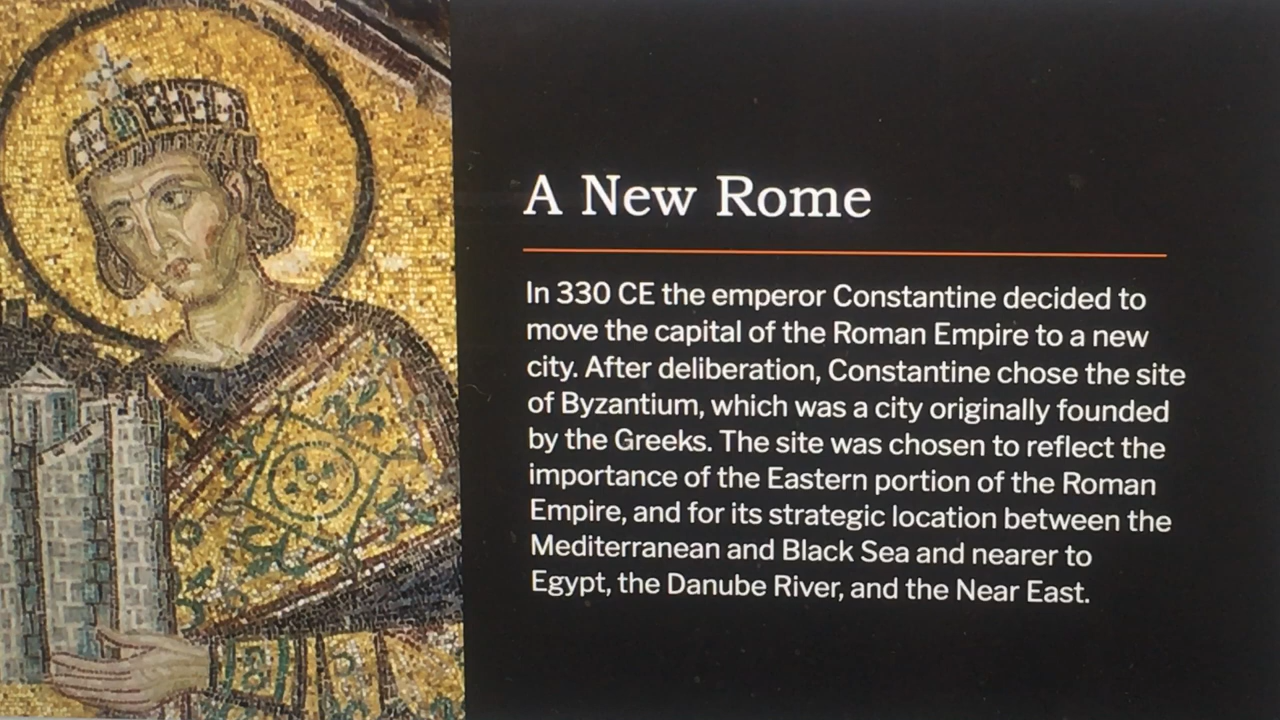 A New Rome
In 330 CE the emperor Constantine decided to
move the capital of the Roman Empire to a new
city. After deliberation, Constantine chose the site
of Byzantium, which was a city originally founded
by the Greeks. The site was chosen to reflect the
importance of the Eastern portion of the Roman
Empire, and for its strategic location between the
Mediterranean and Black Sea and nearer to
Egypt, the Danube River, and the Near East.